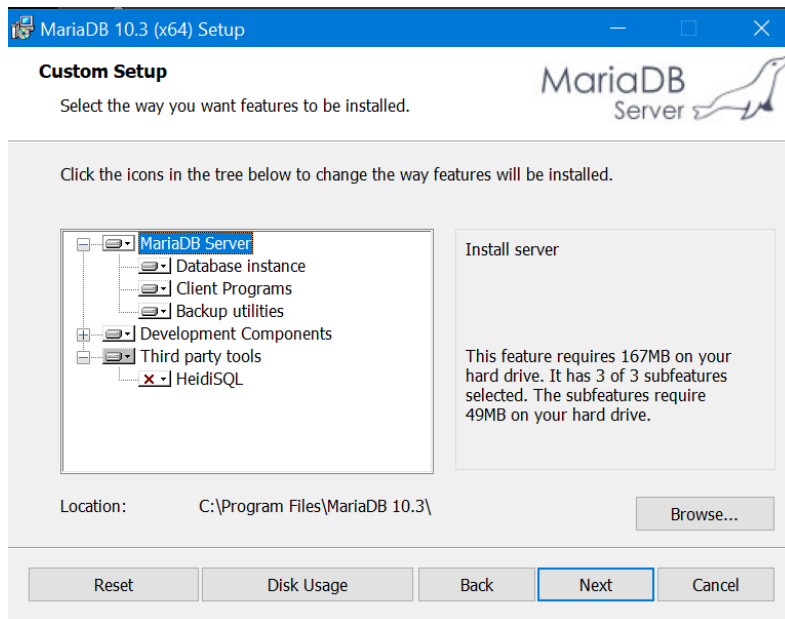 MariaDB 10.3 (x64) Setup
Custom Setup
Select the way you want features to be installed.
MariaDB
Server
Click the icons in the tree below to change the way features will be installed.
MariaDB Server
Database instance
Client Programs
Backup utilities
Development Components
Third party tools
HeidiSQL
Install server
This feature requires 167MB on your
hard drive. It has 3 of 3 subfeatures
selected. The subfeatures require
49MB on your hard drive.
Location: C:\Program Files\MariaDB 10.3\
Browse...
Reset Disk Usage Back Next Cancel